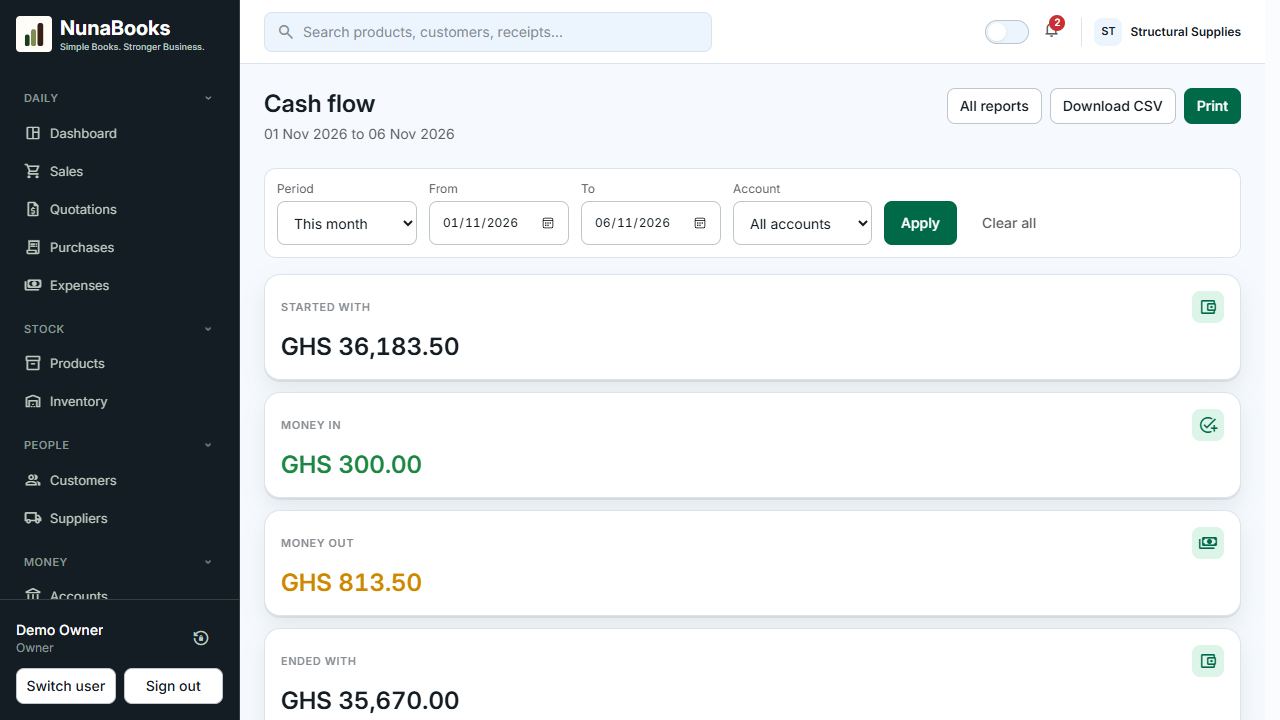 NunaBooks
Simple Books. Stronger Business.
DAILY
Dashboard
Sales
Quotations
Purchases
Expenses
STOCK
Products
Inventory
PEOPLE
Customers
Suppliers
MONEY
Accounts
Demo Owner
Owner
Switch user
Sign out
Search products, customers, receipts...
2
ST
Structural Supplies
Cash flow
01 Nov 2026 to 06 Nov 2026
All reports
Download CSV
Print
Period
From
To
Account
This month
01/11/2026
06/11/2026
All accounts
Apply
Clear all
STARTED WITH
GHS 36,183.50
MONEY IN
GHS 300.00
MONEY OUT
GHS 813.50
ENDED WITH
GHS 35,670.00